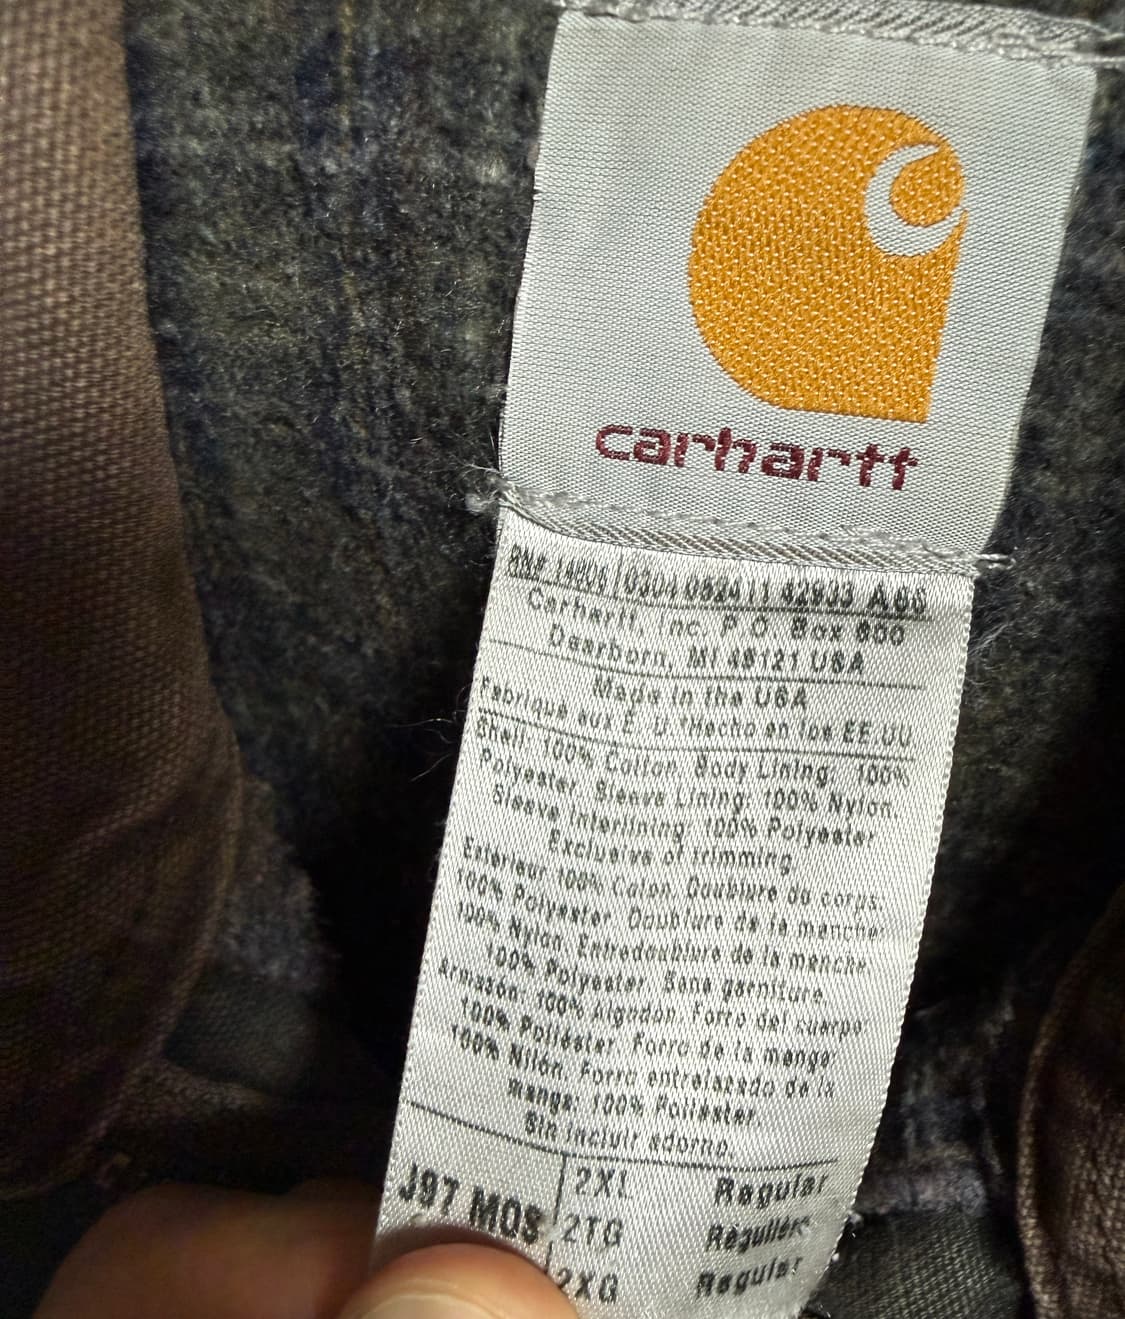 carhartt
RN# 14806 | 0304 082411 42933 A66
Carhartt, Inc. P.O. Box 600
Dearborn, MI 48121 USA
Made in the USA
Fabrique aux E. U *Hecho en los EE UU
Shell: 100% Cotton. Body Lining: 100%
Polyester. Sleeve Lining: 100% Nylon.
Sleeve Interlining: 100% Polyester
Exclusive of trimming
Exterieur 100% Coton. Doublure du corps:
100% Polyester. Doublure de la manche:
100% Nylon. Entredoublure de la manche
100% Polyester. Sans garniture.
Armazón: 100% Algodon. Forro del cuerpo
100% Poliéster. Forro de la manga
100% Nilón. Forro entrelazado de la
manga: 100% Poliéster.
Sin incluir adorno.
J97 MOS 2XL Regular
2TG Régulière
2XG Regular